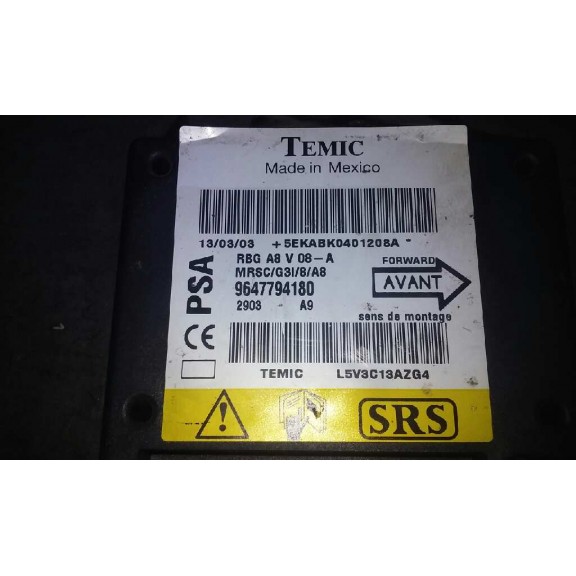 TEMIC
Made in Mexico
13/03/03 +5EKABK0401208A -
PSA
RBG A8 V 08-A
MRSC/G3I/8/A8
9647794180
2903 - A9
FORWARD
AVANT
sens de montage
CE
TEMIC L5V3C13AZG4
SRS